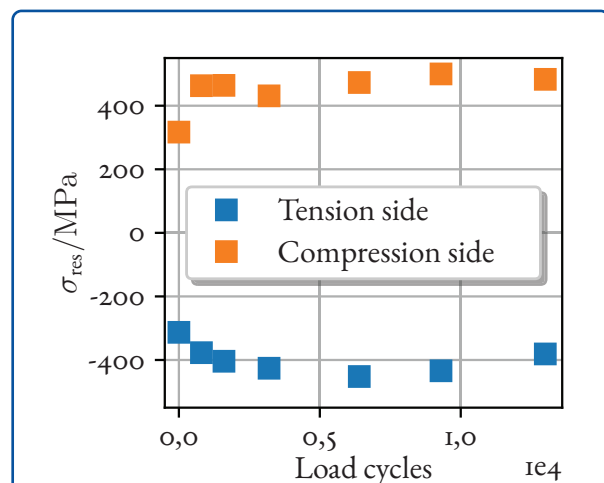 400
200
0
-200
-400
σres/MPa
Tension side
Compression side
0,0 0,5 1,0
Load cycles 1e4